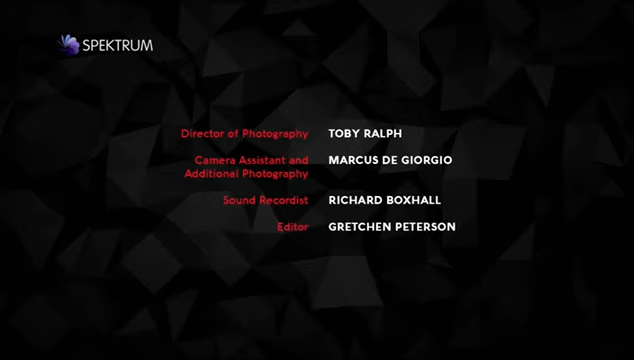 SPEKTRUM
Director of Photography TOBY RALPH
Camera Assistant and MARCUS DE GIORGIO
Additional Photography
Sound Recordist RICHARD BOXHALL
Editor GRETCHEN PETERSON